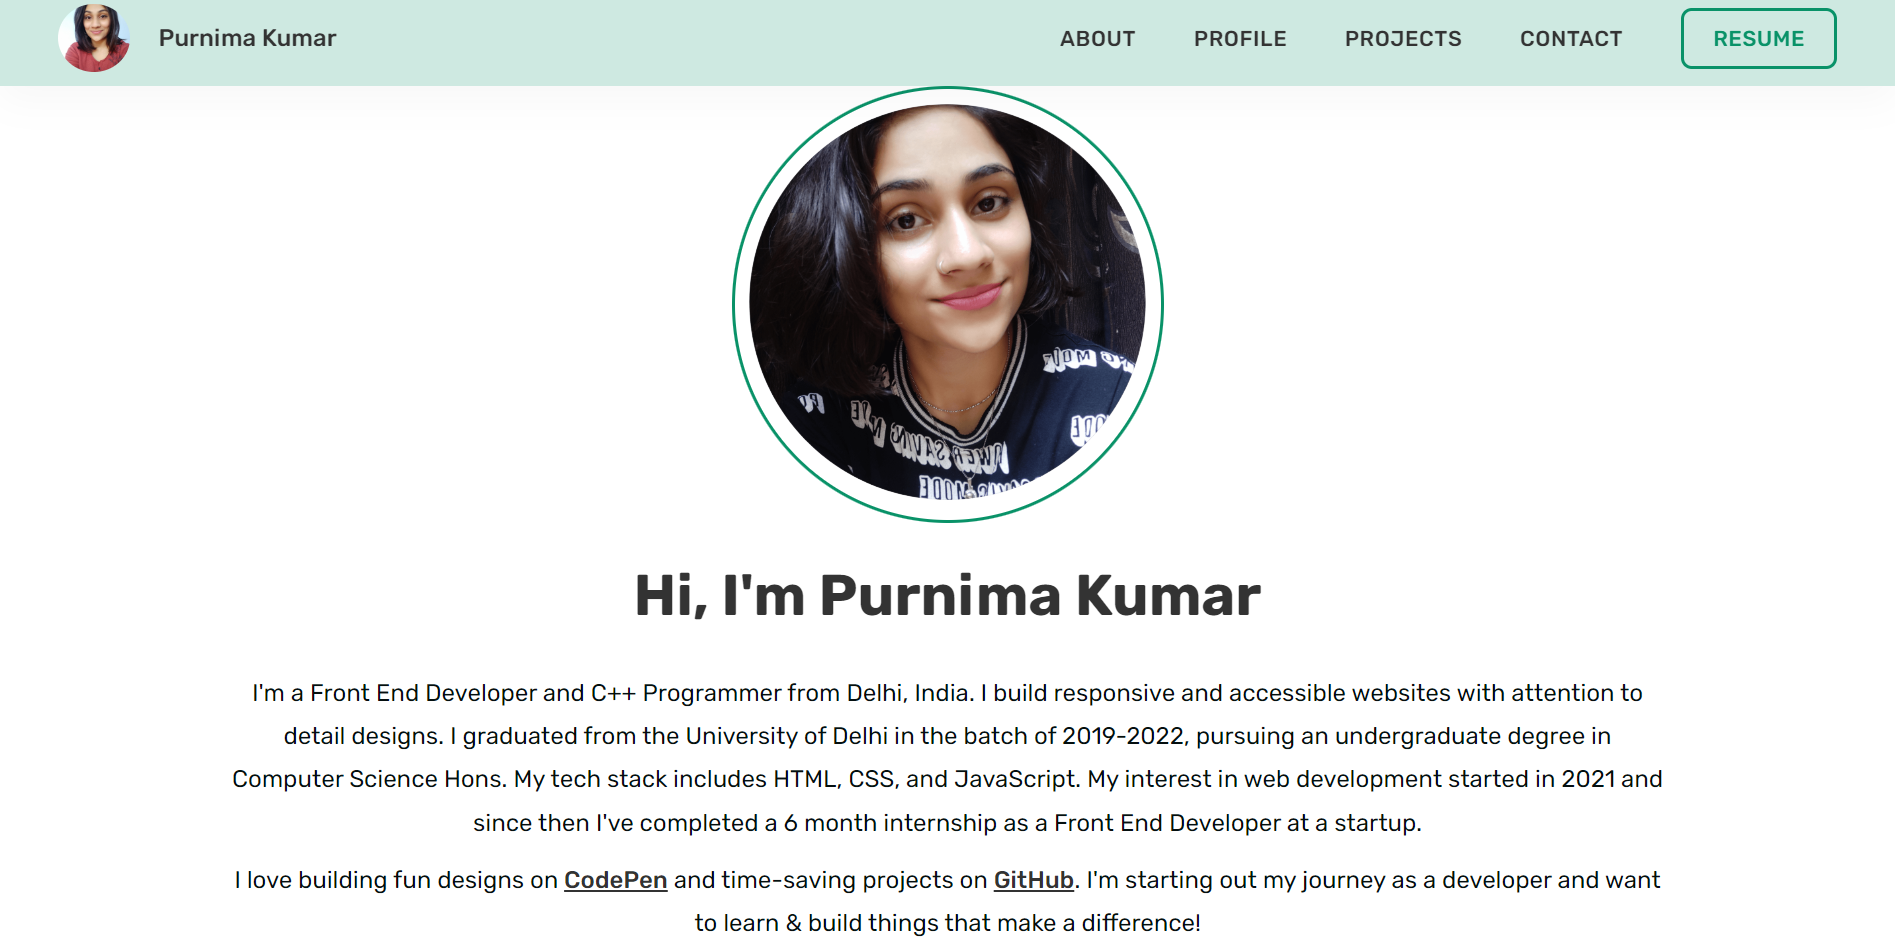 Purnima Kumar
ABOUT PROFILE PROJECTS CONTACT RESUME
Hi, I'm Purnima Kumar
I'm a Front End Developer and C++ Programmer from Delhi, India. I build responsive and accessible websites with attention to
detail designs. I graduated from the University of Delhi in the batch of 2019-2022, pursuing an undergraduate degree in
Computer Science Hons. My tech stack includes HTML, CSS, and JavaScript. My interest in web development started in 2021 and
since then I've completed a 6 month internship as a Front End Developer at a startup.
I love building fun designs on CodePen and time-saving projects on GitHub. I'm starting out my journey as a developer and want
to learn & build things that make a difference!